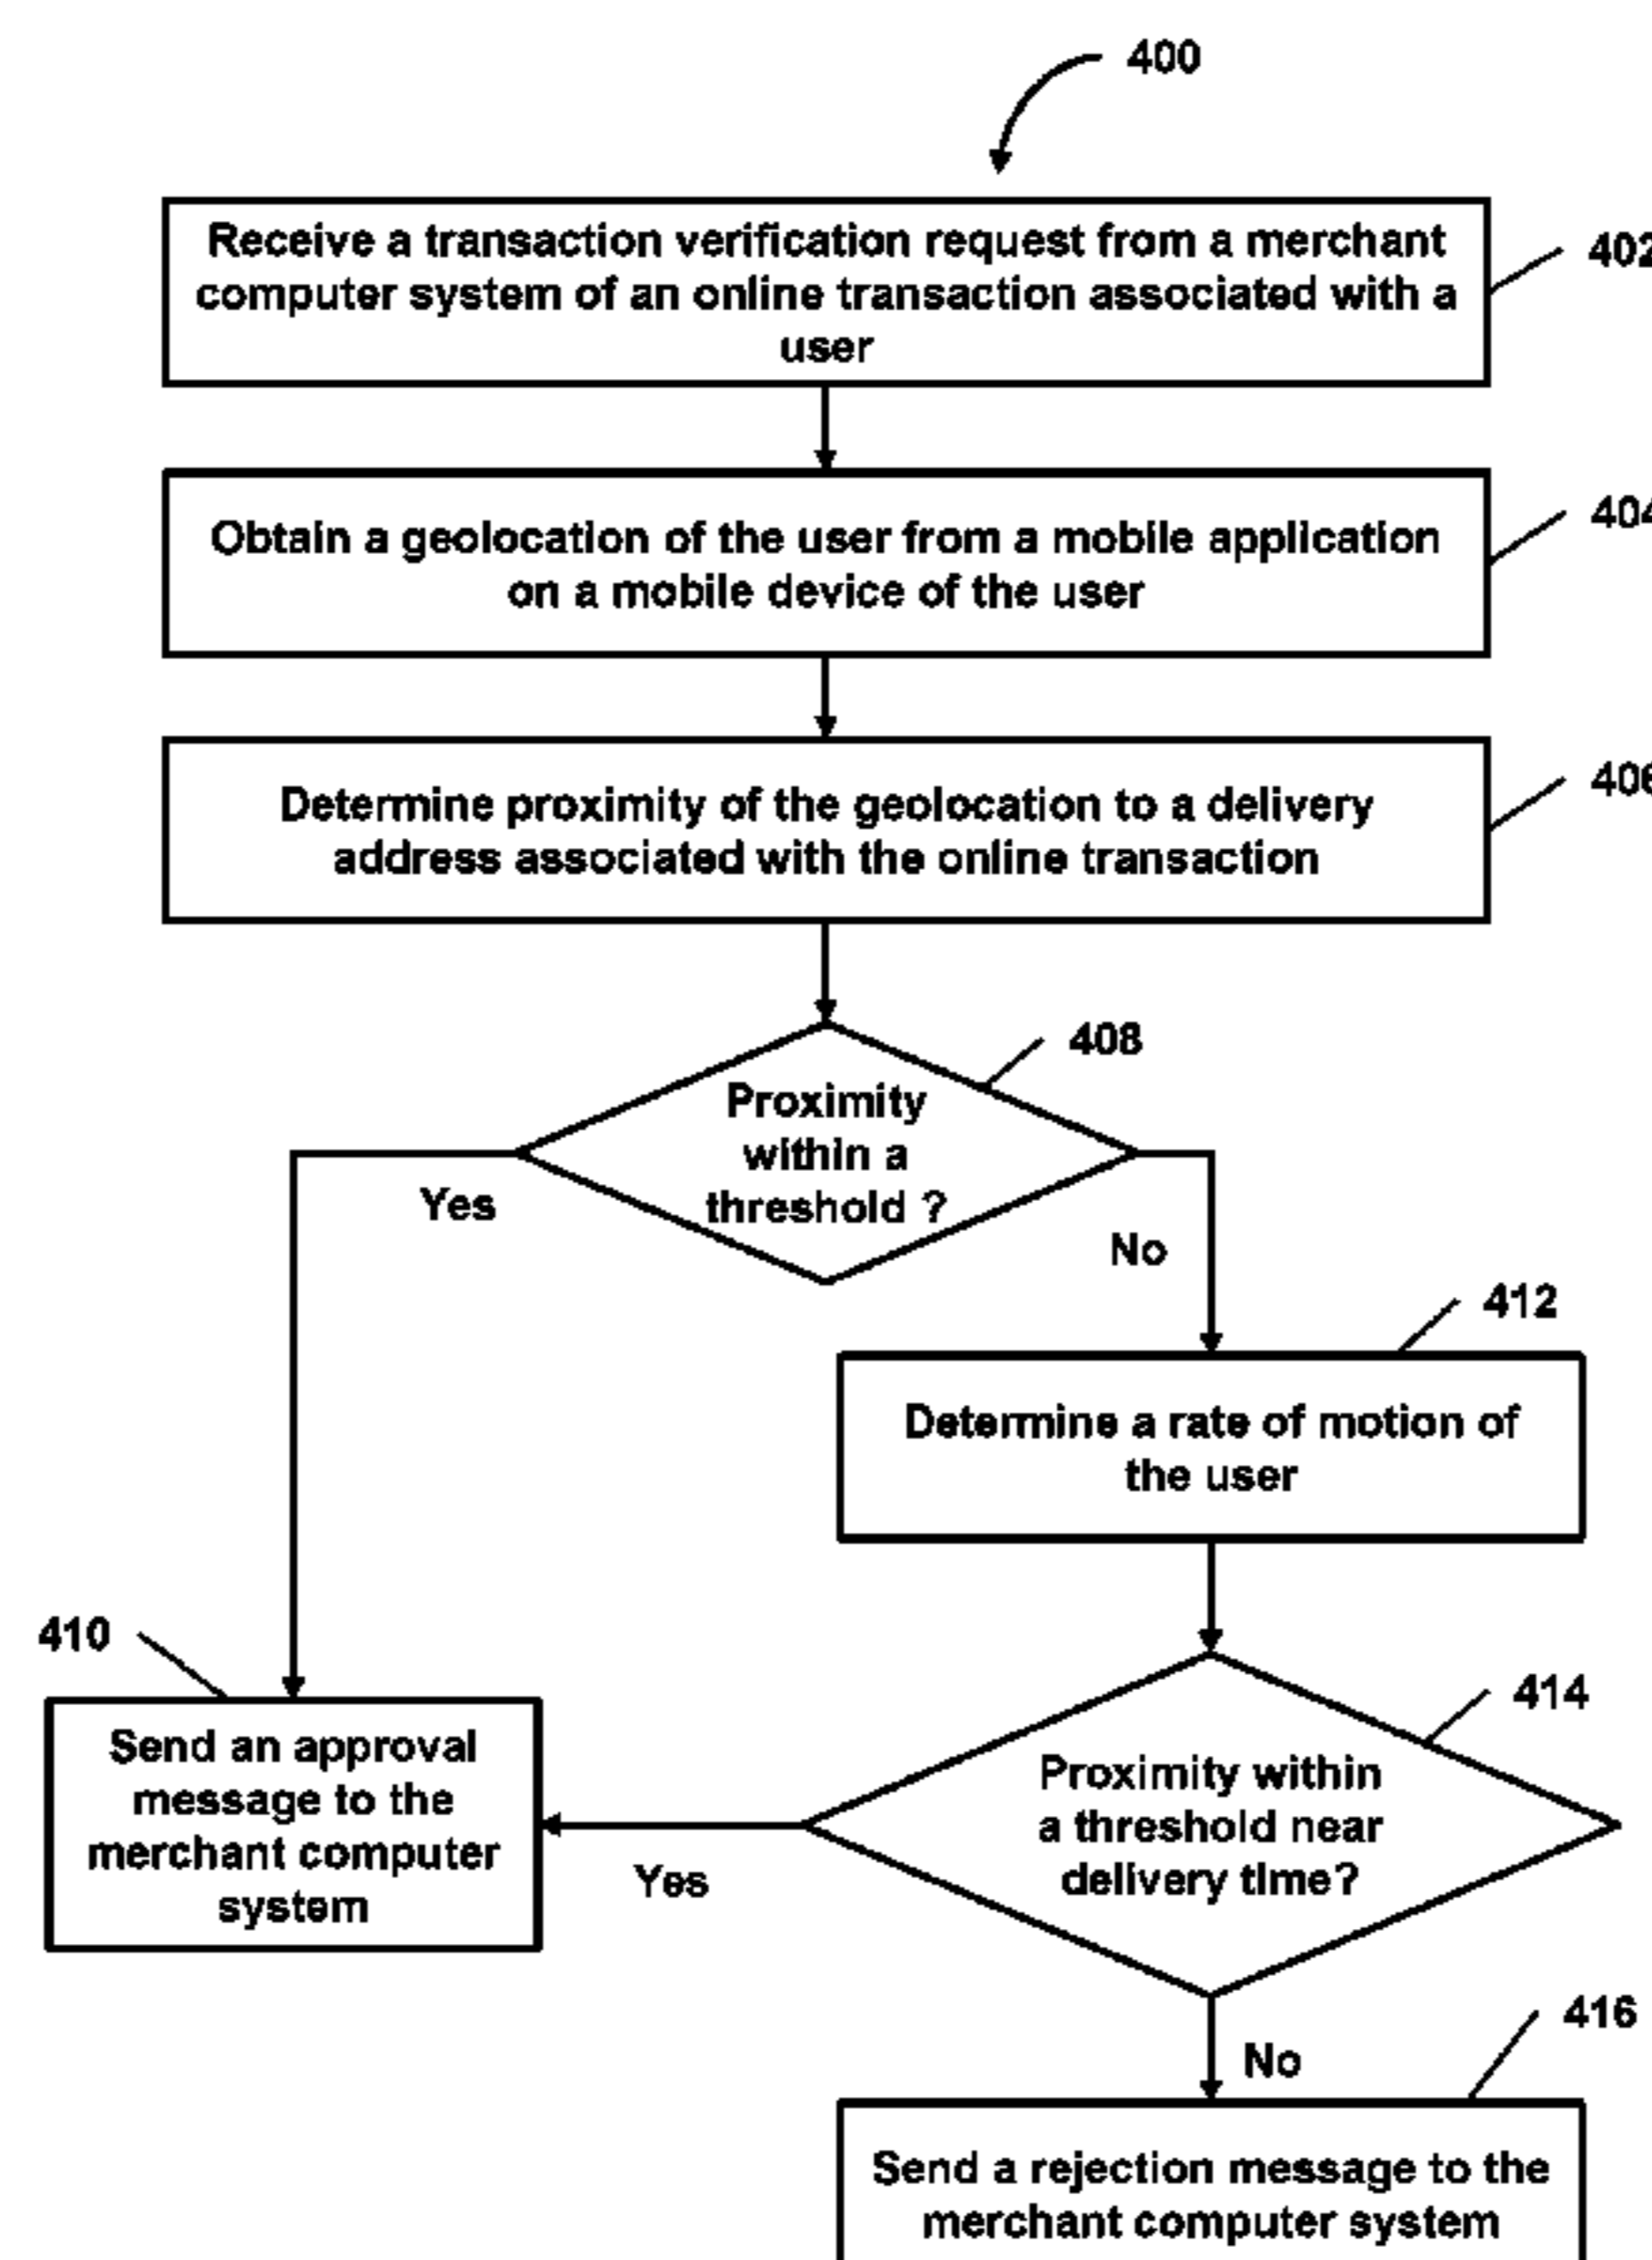 400
Receive a transaction verification request from a merchant
computer system of an online transaction associated with a
user
402
Obtain a geolocation of the user from a mobile application
on a mobile device of the user
404
Determine proximity of the geolocation to a delivery
address associated with the online transaction
406
408
Proximity
within a
threshold ?
Yes
No
412
Determine a rate of motion of
the user
410
Send an approval
message to the
merchant computer
system
414
Proximity within
a threshold near
delivery time?
Yes
No
416
Send a rejection message to the
merchant computer system